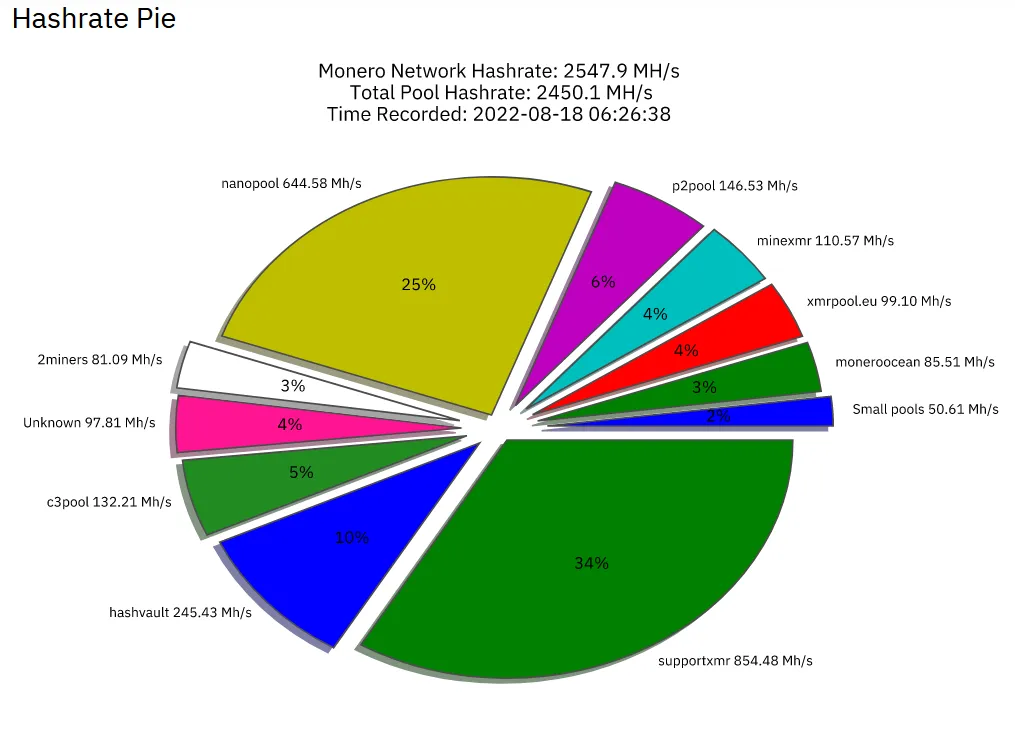 Hashrate Pie
Monero Network Hashrate: 2547.9 MH/s
Total Pool Hashrate: 2450.1 MH/s
Time Recorded: 2022-08-18 06:26:38
nanopool 644.58 Mh/s
25%
p2pool 146.53 Mh/s
6%
minexmr 110.57 Mh/s
4%
xmrpool.eu 99.10 Mh/s
4%
moneroocean 85.51 Mh/s
3%
Small pools 50.61 Mh/s
2%
2miners 81.09 Mh/s
3%
Unknown 97.81 Mh/s
4%
c3pool 132.21 Mh/s
5%
hashvault 245.43 Mh/s
10%
supportxmr 854.48 Mh/s
34%